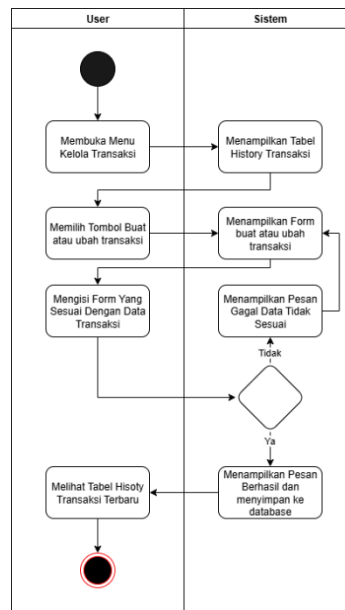 User
Sistem
Membuka Menu
Kelola Transaksi
Menampilkan Tabel
History Transaksi
Memilih Tombol Buat
atau ubah transaksi
Menampilkan Form
buat atau ubah
transaksi
Mengisi Form Yang
Sesuai Dengan Data
Transaksi
Menampilkan Pesan
Gagal Data Tidak
Sesuai
Tidak
Ya
Menampilkan Pesan
Berhasil dan
menyimpan ke
database
Melihat Tabel Hisoty
Transaksi Terbaru